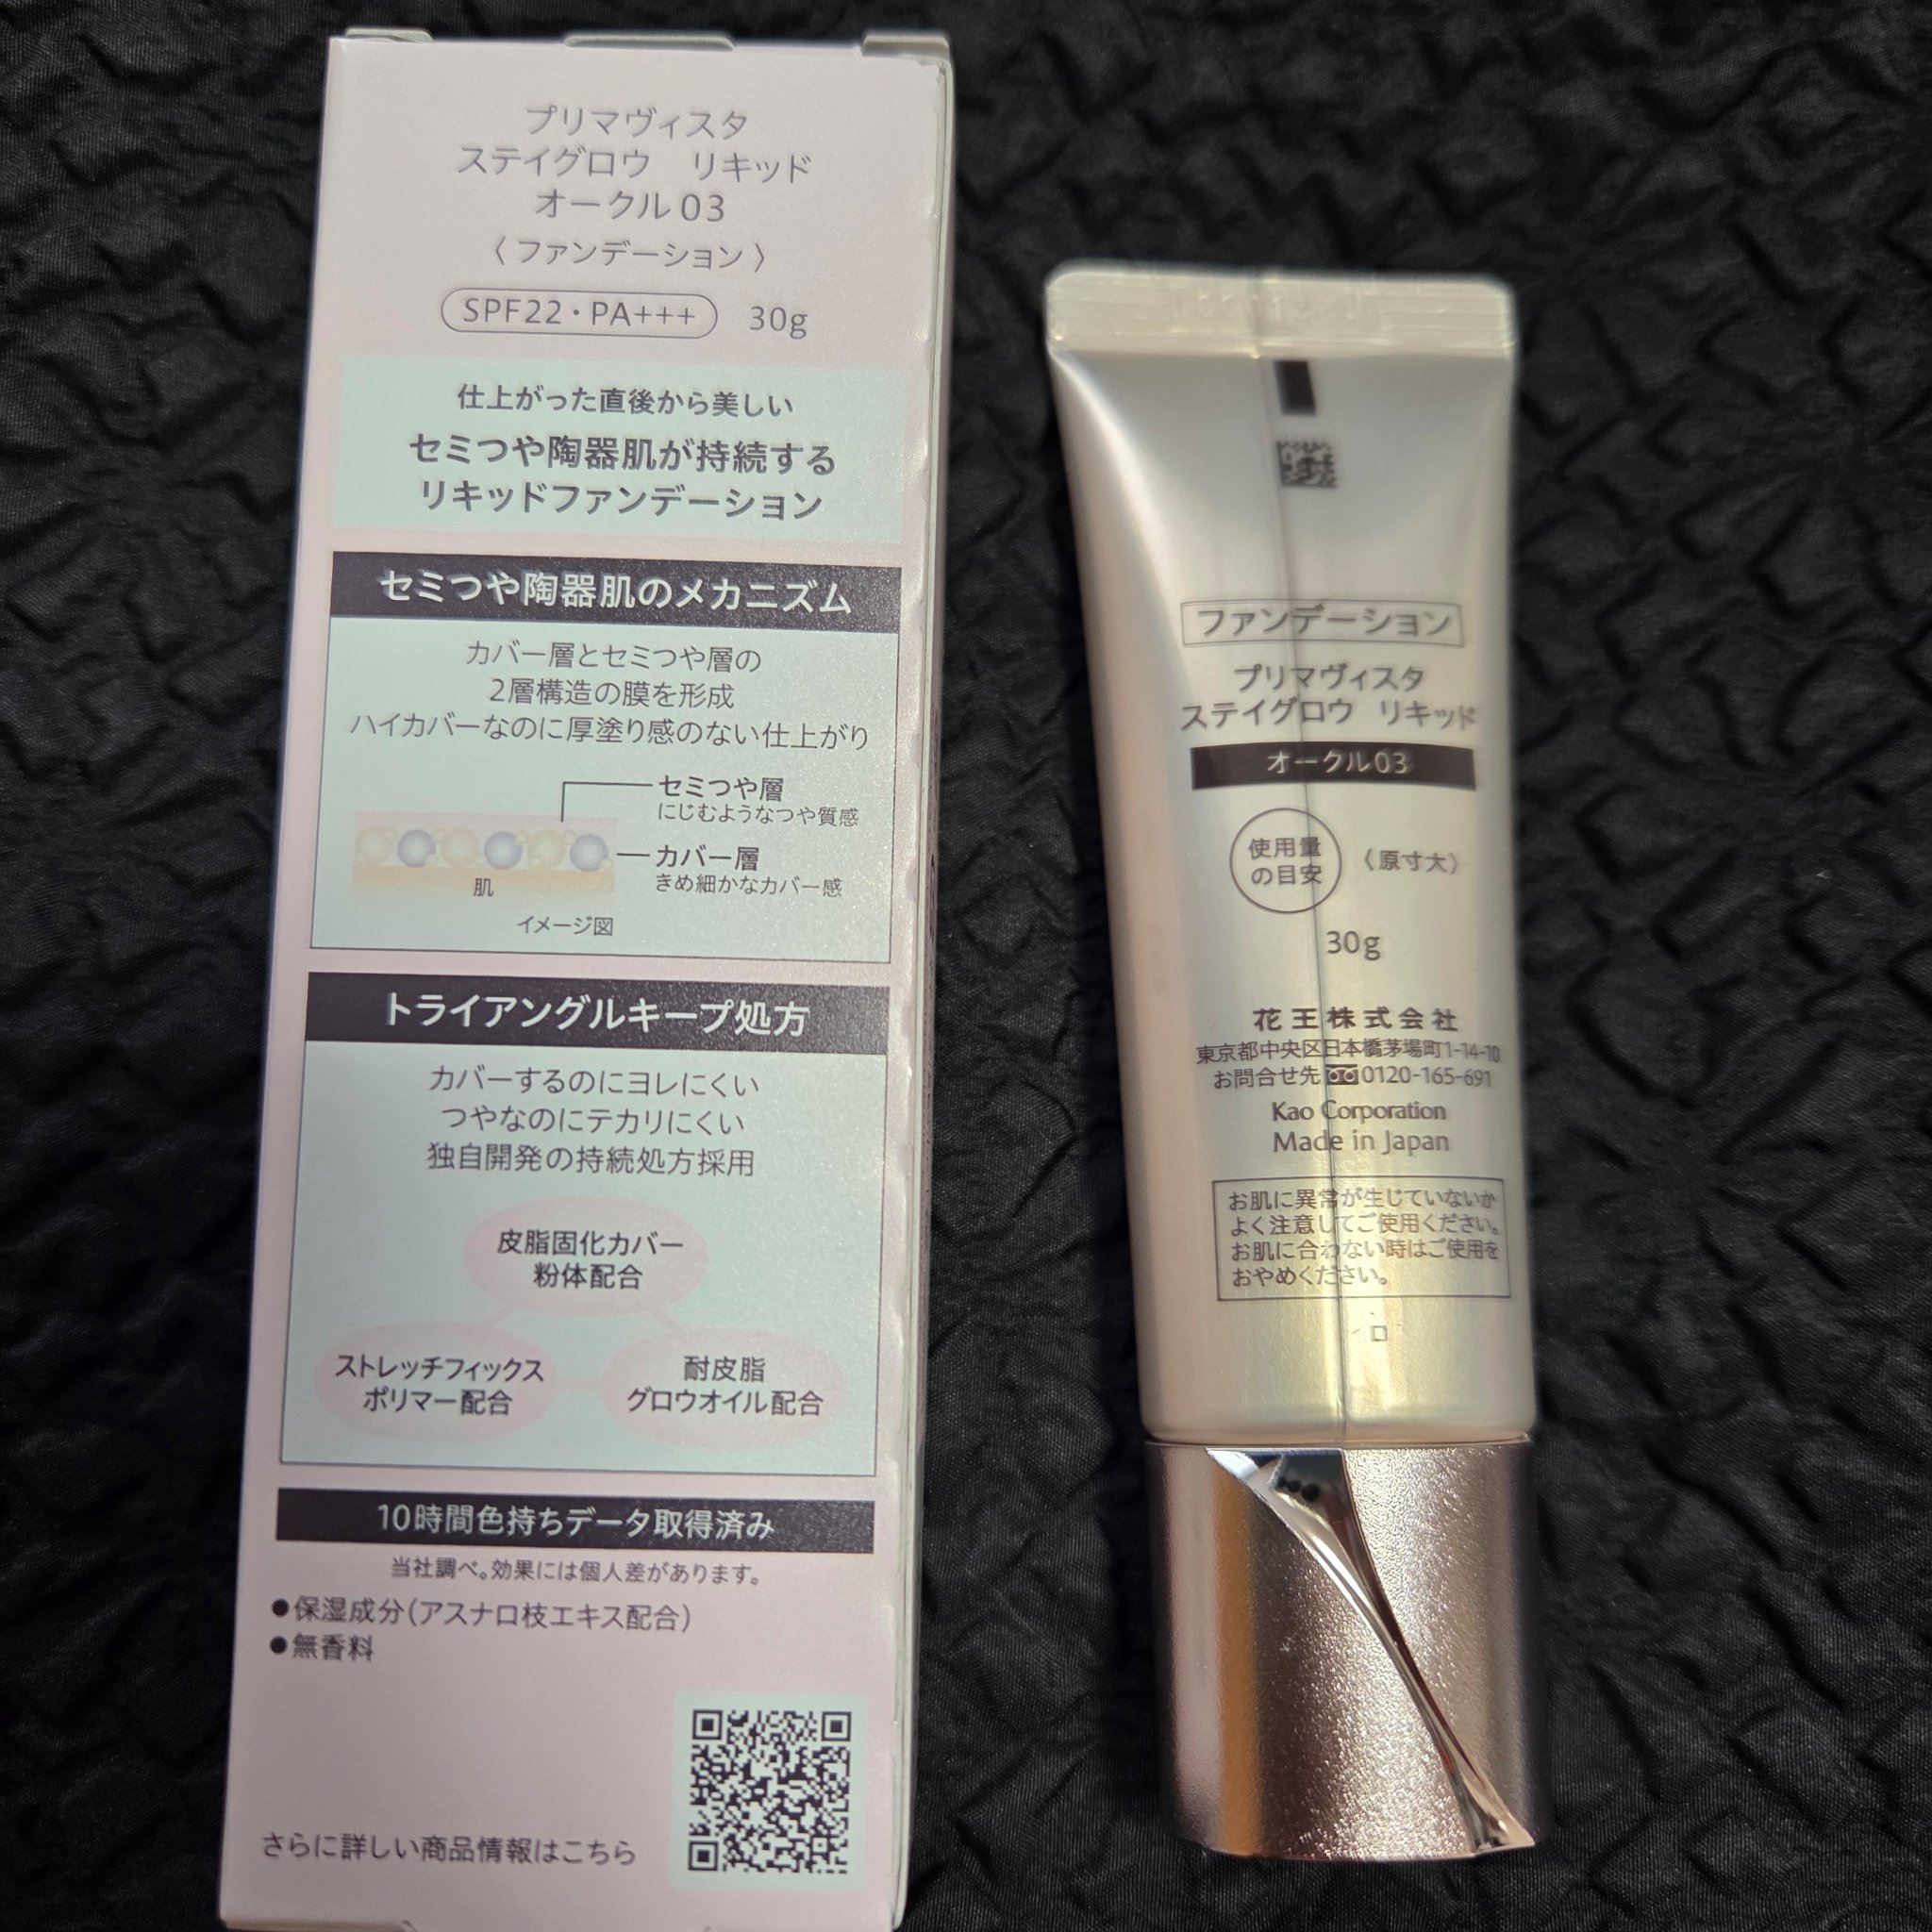 プリマヴィスタ
ステイグロウ リキッド
オークル03
〈ファンデーション〉
SPF22・PA+++ 30g
仕上がった直後から美しい
セミつや陶器肌が持続する
リキッドファンデーション
セミつや陶器肌のメカニズム
カバー層とセミつや層の
2層構造の膜を形成
ハイカバーなのに厚塗り感のない仕上がり
セミつや層
にじむようなつや質感
カバー層
きめ細かなカバー感
肌
イメージ図
トライアングルキープ処方
カバーするのにヨレにくい
つやなのにテカリにくい
独自開発の持続処方採用
皮脂固化カバー
粉体配合
ストレッチフィックス
ポリマー配合
耐皮脂
グロウオイル配合
10時間色持ちデータ取得済み
当社調べ。効果には個人差があります。
●保湿成分(アスナロ枝エキス配合)
●無香料
さらに詳しい商品情報はこちら
ファンデーション
プリマヴィスタ
ステイグロウ リキッド
オークル03
使用量
の目安
〈原寸大〉
30g
花王株式会社
東京都中央区日本橋茅場町1-14-10
お問合せ先 0120-165-691
Kao Corporation
Made in Japan
お肌に異常が生じていないか
よく注意してご使用ください。
お肌に合わない時はご使用を
おやめください。